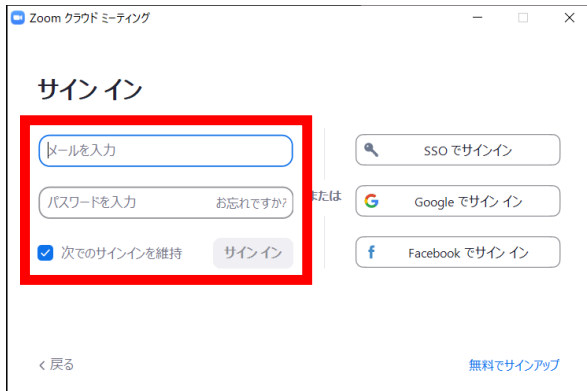 Zoom クラウド ミーティング
サイン イン
メールを入力
パスワードを入力 お忘れですか?
次でのサインインを維持 サイン イン
または
SSO でサインイン
Google でサイン イン
Facebook でサイン イン
< 戻る
無料でサインアップ